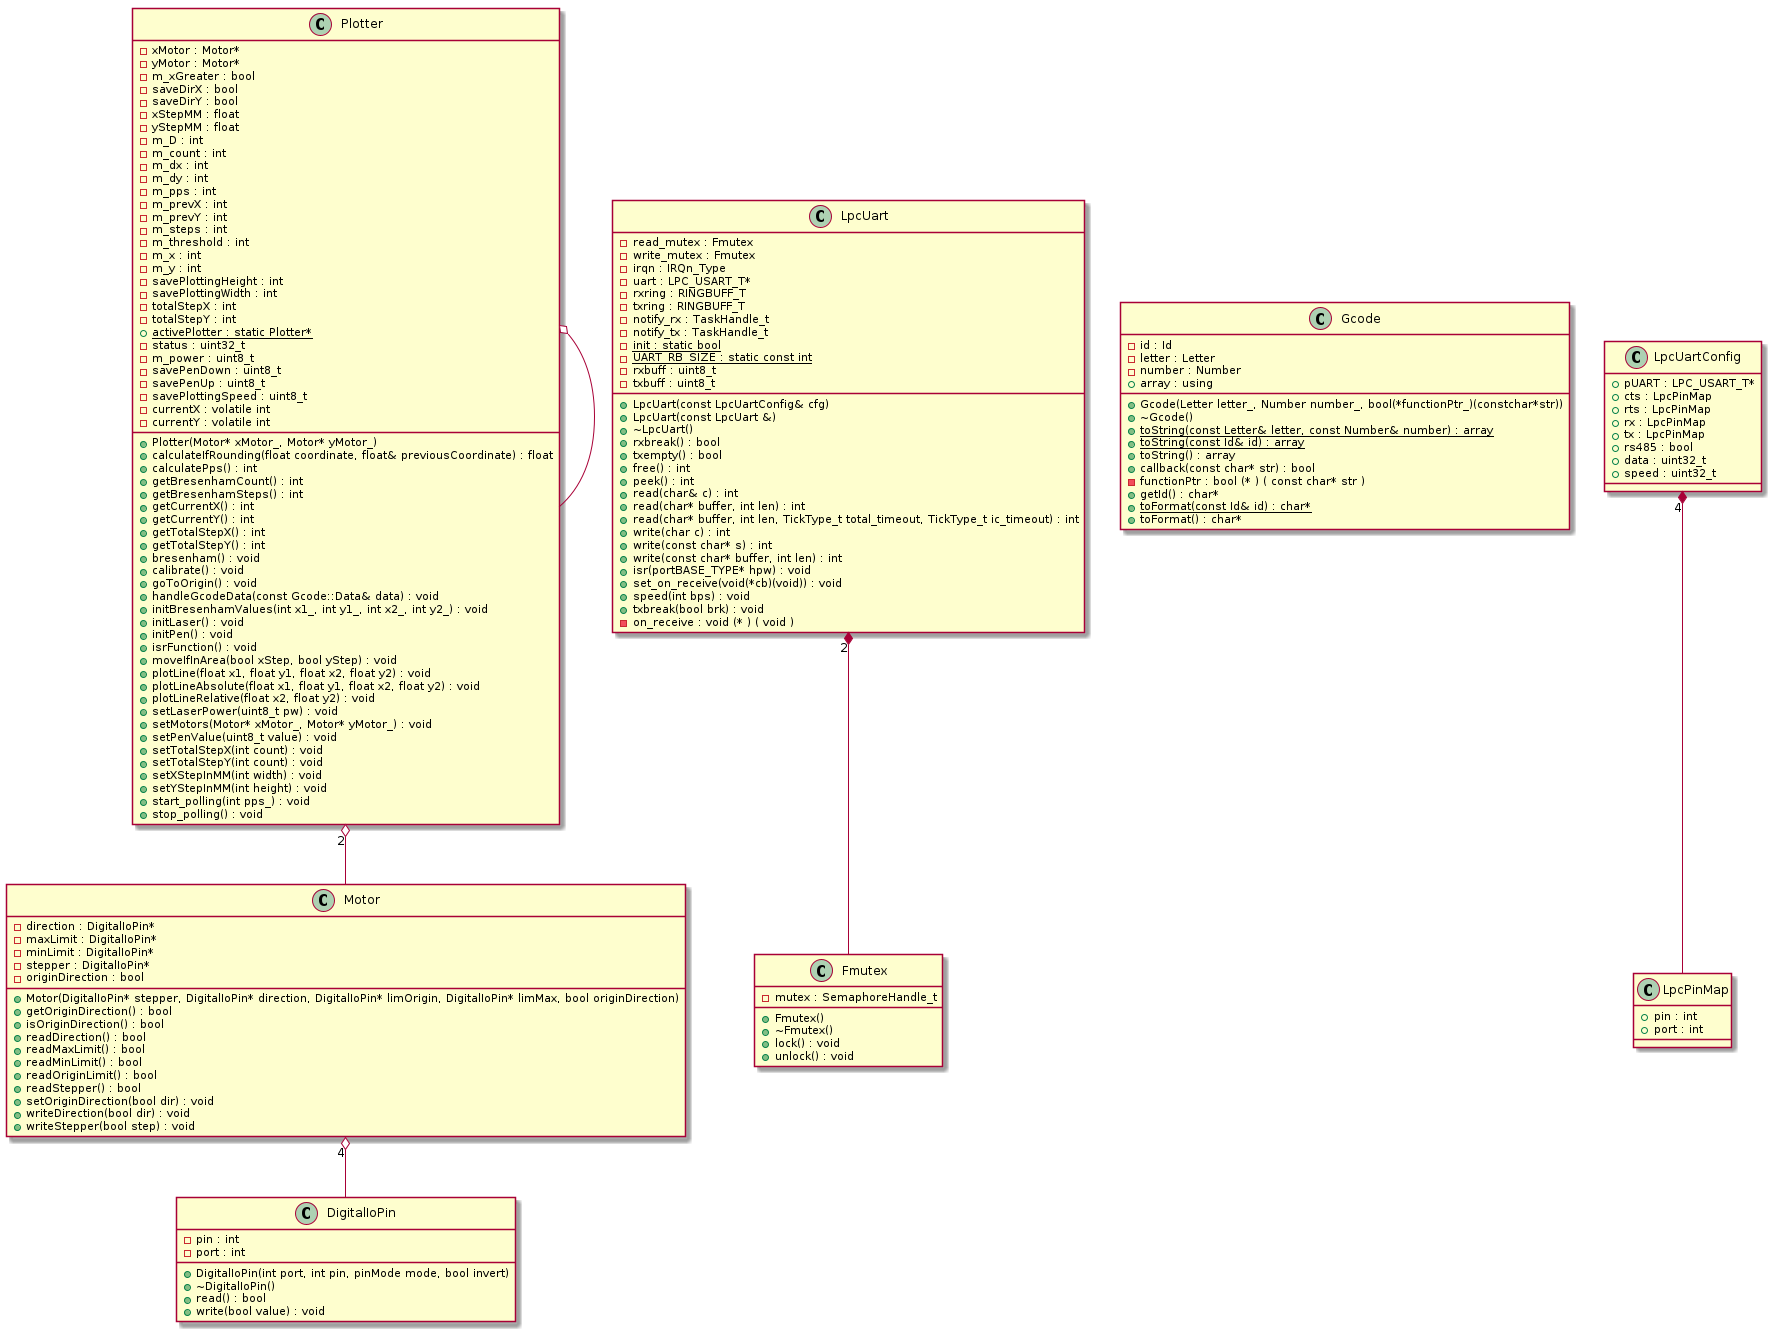 Plotter
xMotor : Motor*
yMotor : Motor*
m_xGreater : bool
saveDirX : bool
saveDirY : bool
xStepMM : float
yStepMM : float
m_D : int
m_count : int
m_dx : int
m_dy : int
m_pps : int
m_prevX : int
m_prevY : int
m_steps : int
m_threshold : int
m_x : int
m_y : int
savePlottingHeight : int
savePlottingWidth : int
totalStepX : int
totalStepY : int
activePlotter : static Plotter*
status : uint32_t
m_power : uint8_t
savePenDown : uint8_t
savePenUp : uint8_t
savePlottingSpeed : uint8_t
currentX : volatile int
currentY : volatile int
Plotter(Motor* xMotor_, Motor* yMotor_)
calculateIfRounding(float coordinate, float& previousCoordinate) : float
calculatePps() : int
getBresenhamCount() : int
getBresenhamSteps() : int
getCurrentX() : int
getCurrentY() : int
getTotalStepX() : int
getTotalStepY() : int
bresenham() : void
calibrate() : void
goToOrigin() : void
handleGcodeData(const Gcode::Data& data) : void
initBresenhamValues(int x1_, int y1_, int x2_, int y2_) : void
initLaser() : void
initPen() : void
isrFunction() : void
moveIfInArea(bool xStep, bool yStep) : void
plotLine(float x1, float y1, float x2, float y2) : void
plotLineAbsolute(float x1, float y1, float x2, float y2) : void
plotLineRelative(float x2, float y2) : void
setLaserPower(uint8_t pw) : void
setMotors(Motor* xMotor_, Motor* yMotor_) : void
setPenValue(uint8_t value) : void
setTotalStepX(int count) : void
setTotalStepY(int count) : void
setXStepInMM(int width) : void
setYStepInMM(int height) : void
start_polling(int pps_) : void
stop_polling() : void
2
LpcUart
read_mutex : Fmutex
write_mutex : Fmutex
irqn : IRQn_Type
uart : LPC_USART_T*
rxring : RINGBUFF_T
txring : RINGBUFF_T
notify_rx : TaskHandle_t
notify_tx : TaskHandle_t
init : static bool
UART_RB_SIZE : static const int
rxbuff : uint8_t
txbuff : uint8_t
LpcUart(const LpcUartConfig& cfg)
LpcUart(const LpcUart &)
~LpcUart()
rxbreak() : bool
txempty() : bool
free() : int
peek() : int
read(char& c) : int
read(char* buffer, int len) : int
read(char* buffer, int len, TickType_t total_timeout, TickType_t ic_timeout) : int
write(char c) : int
write(const char* s) : int
write(const char* buffer, int len) : int
isr(portBASE_TYPE* hpw) : void
set_on_receive(void(*cb)(void)) : void
speed(int bps) : void
txbreak(bool brk) : void
on_receive : void (* ) ( void )
2
Gcode
id : Id
letter : Letter
number : Number
array : using
Gcode(Letter letter_, Number number_, bool(*functionPtr_)(constchar*str))
~Gcode()
toString(const Letter& letter, const Number& number) : array
toString(const Id& id) : array
toString() : array
callback(const char* str) : bool
functionPtr : bool (* ) ( const char* str )
getId() : char*
toFormat(const Id& id) : char*
toFormat() : char*
LpcUartConfig
pUART : LPC_USART_T*
cts : LpcPinMap
rts : LpcPinMap
rx : LpcPinMap
tx : LpcPinMap
rs485 : bool
data : uint32_t
speed : uint32_t
4
Motor
direction : DigitalIoPin*
maxLimit : DigitalIoPin*
minLimit : DigitalIoPin*
stepper : DigitalIoPin*
originDirection : bool
Motor(DigitalIoPin* stepper, DigitalIoPin* direction, DigitalIoPin* limOrigin, DigitalIoPin* limMax, bool originDirection)
getOriginDirection() : bool
isOriginDirection() : bool
readDirection() : bool
readMaxLimit() : bool
readMinLimit() : bool
readOriginLimit() : bool
readStepper() : bool
setOriginDirection(bool dir) : void
writeDirection(bool dir) : void
writeStepper(bool step) : void
4
Fmutex
mutex : SemaphoreHandle_t
Fmutex()
~Fmutex()
lock() : void
unlock() : void
LpcPinMap
pin : int
port : int
DigitalIoPin
pin : int
port : int
DigitalIoPin(int port, int pin, pinMode mode, bool invert)
~DigitalIoPin()
read() : bool
write(bool value) : void